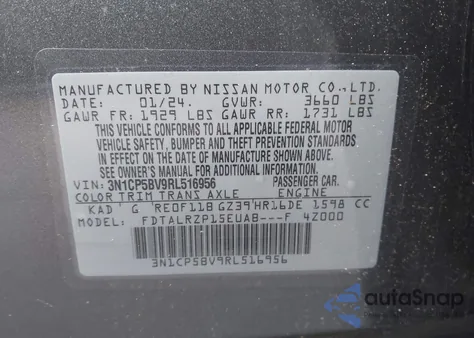 MANUFACTURED BY NISSAN MOTOR CO.,LTD.
DATE: 01/24. GVWR: 3660 LBS
GAWR FR: 1929 LBS GAWR RR: 1731 LBS
THIS VEHICLE CONFORMS TO ALL APPLICABLE FEDERAL MOTOR
VEHICLE SAFETY, BUMPER AND THEFT PREVENTION STANDARDS
IN EFFECT ON THE DATE OF MANUFACTURE SHOWN ABOVE.
SEE OWNER'S MANUAL FOR ADDITIONAL INFORMATION
VIN: 3N1CP5BV9RL516956 PASSENGER CAR.
COLOR TRIM TRANS AXLE ENGINE
KAD G RE0F11B GZ39 HR16DE 1598 CC
MODEL: FDTALRZP15EUAB---F 42000
3N1CP5BV9RL516956
autoSnap